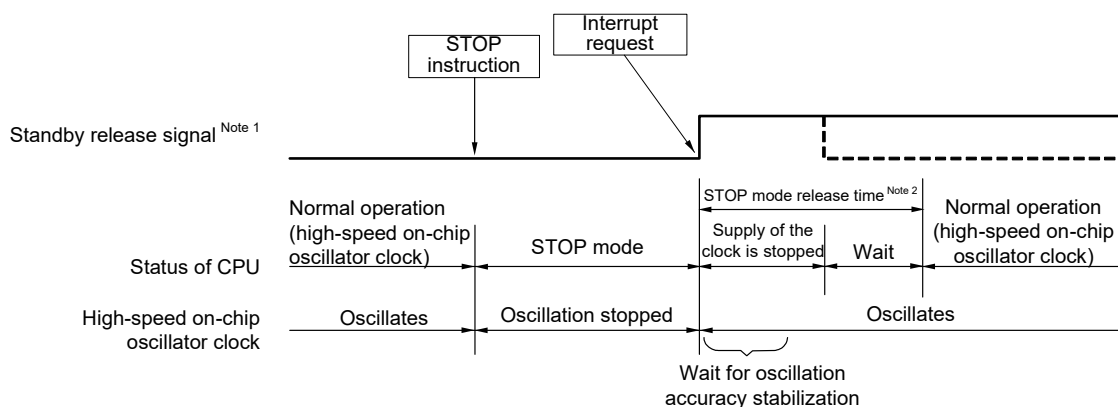 Interrupt
request
STOP
instruction
Standby release signal Note 1
STOP mode release time Note 2
Normal operation
(high-speed on-chip
oscillator clock)
STOP mode
Supply of the
clock is stopped
Wait
Normal operation
(high-speed on-chip
oscillator clock)
Status of CPU
High-speed on-chip
oscillator clock
Oscillates
Oscillation stopped
Oscillates
Wait for oscillation
accuracy stabilization